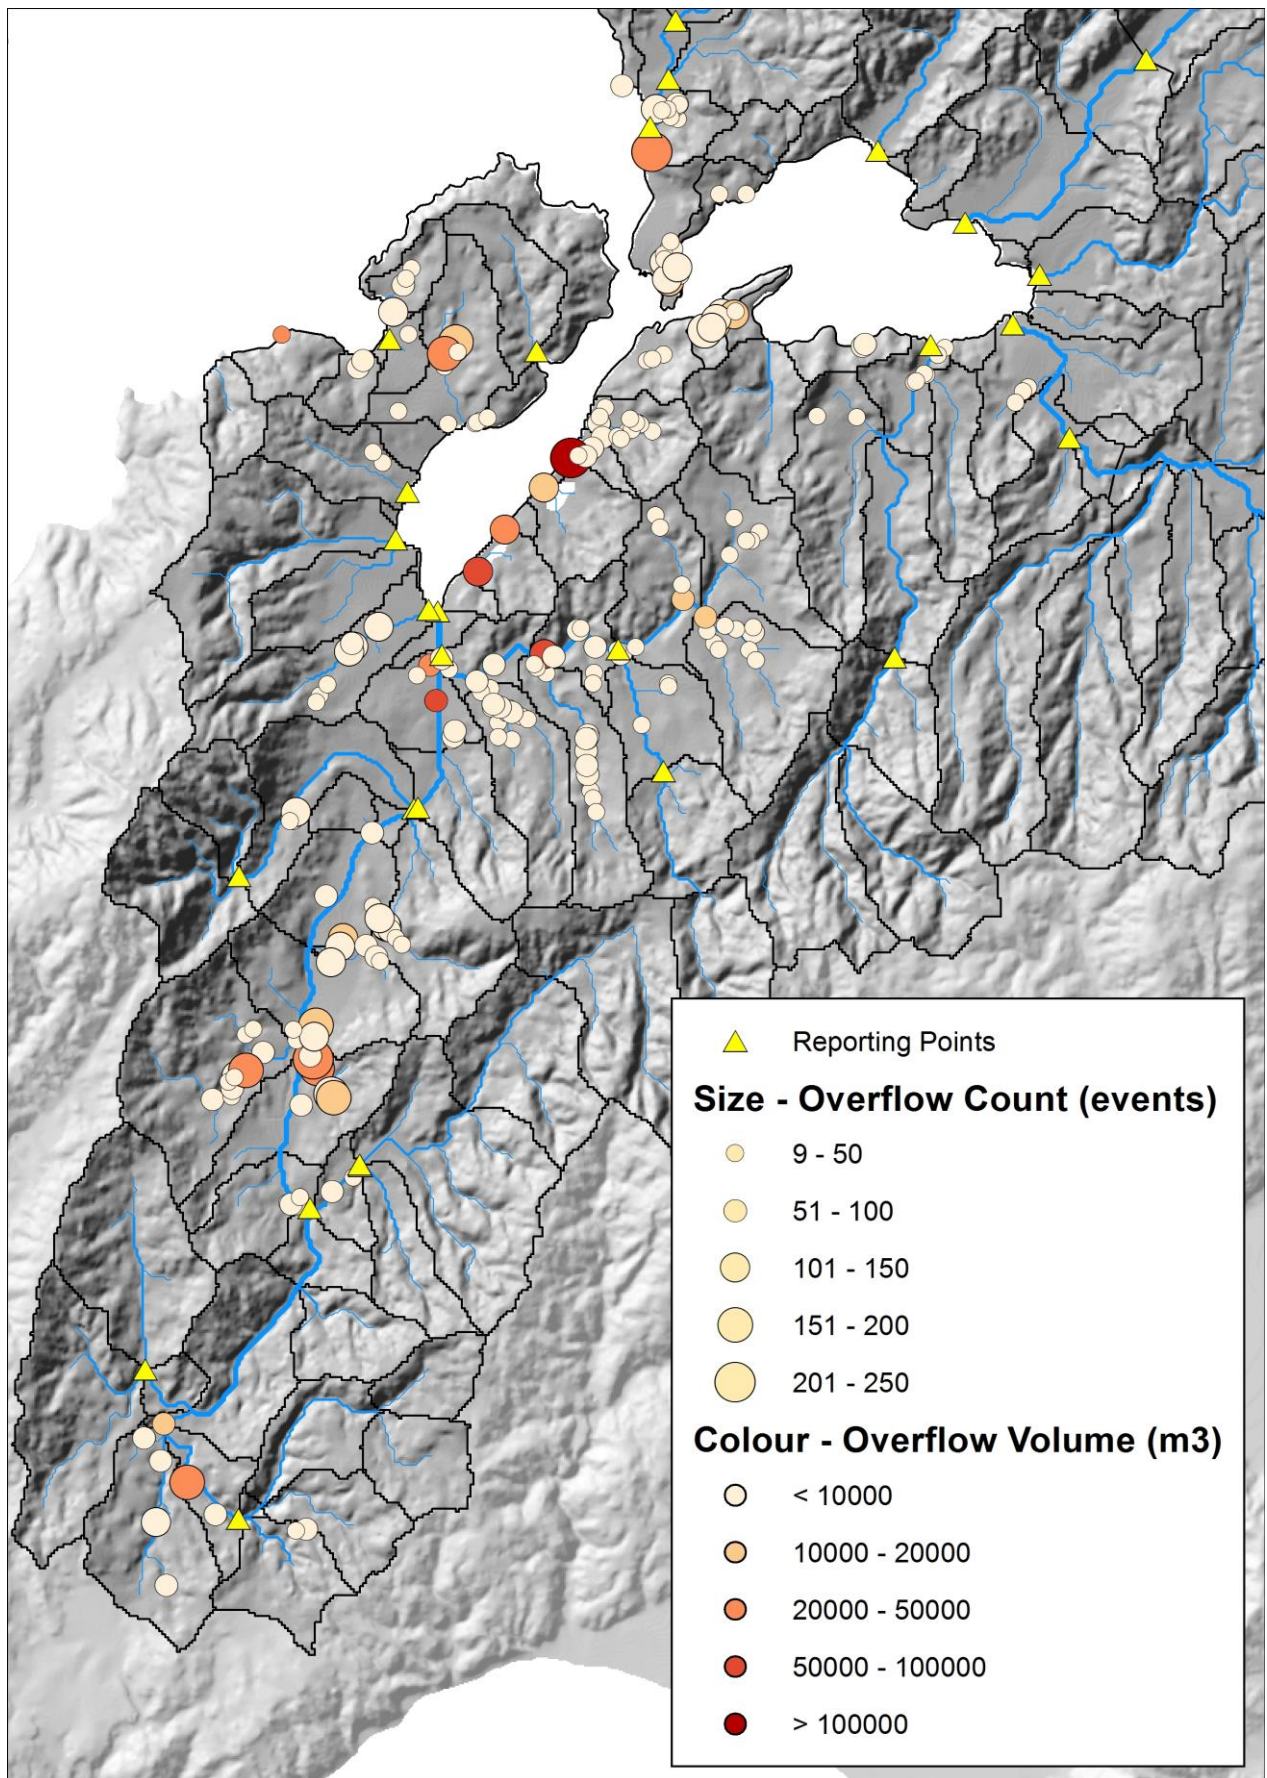 Reporting Points
Size - Overflow Count (events)
9 - 50
51 - 100
101 - 150
151 - 200
201 - 250
Colour - Overflow Volume (m3)
< 10000
10000 - 20000
20000 - 50000
50000 - 100000
> 100000